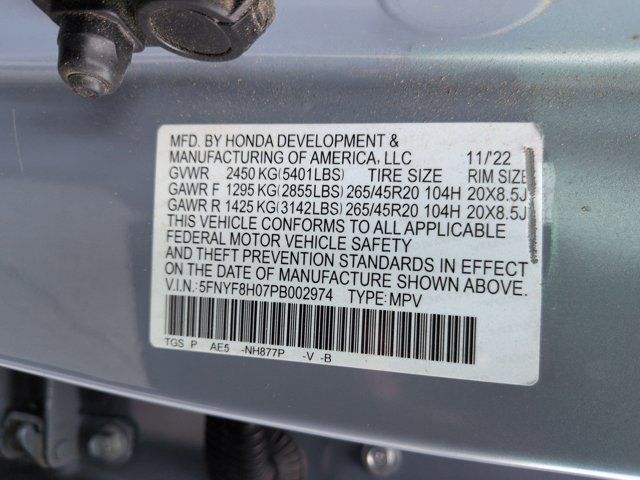 MFD. BY HONDA DEVELOPMENT &
MANUFACTURING OF AMERICA, LLC 11/'22
GVWR 2450 KG(5401LBS) TIRE SIZE RIM SIZE
GAWR F 1295 KG(2855LBS) 265/45R20 104H 20X8.5J
GAWR R 1425 KG(3142LBS) 265/45R20 104H 20X8.5J
THIS VEHICLE CONFORMS TO ALL APPLICABLE
FEDERAL MOTOR VEHICLE SAFETY
AND THEFT PREVENTION STANDARDS IN EFFECT
ON THE DATE OF MANUFACTURE SHOWN ABOVE.
V.I.N.: 5FNYF8H07PB002974 TYPE: MPV
TGS P AE5 -NH877P -V -B